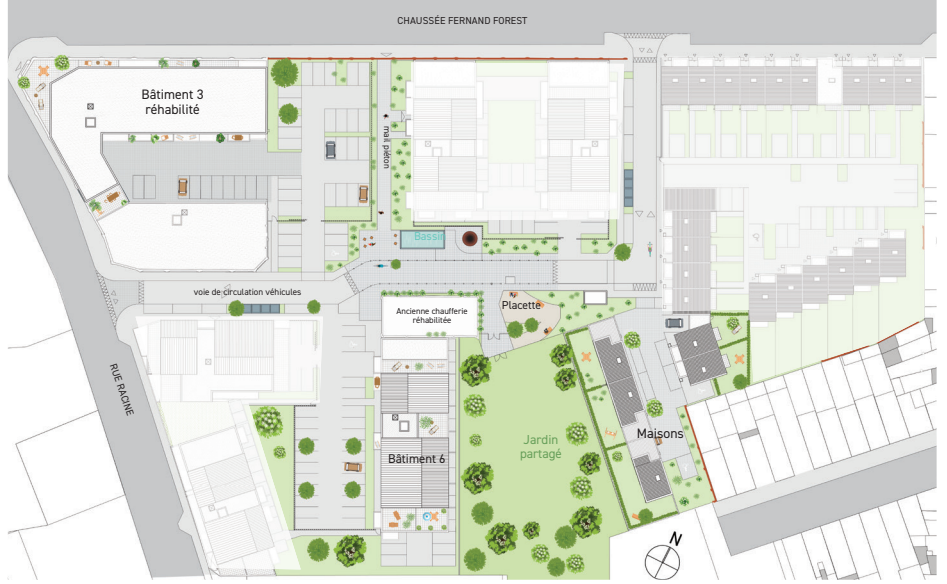 CHAUSSÉE FERNAND FOREST
Bâtiment 3
réhabilité
mail piéton
Bassin
voie de circulation véhicules
Ancienne chaufferie
réhabilitée
Placette
RUE RACINE
Bâtiment 6
Jardin
partagé
Maisons
N